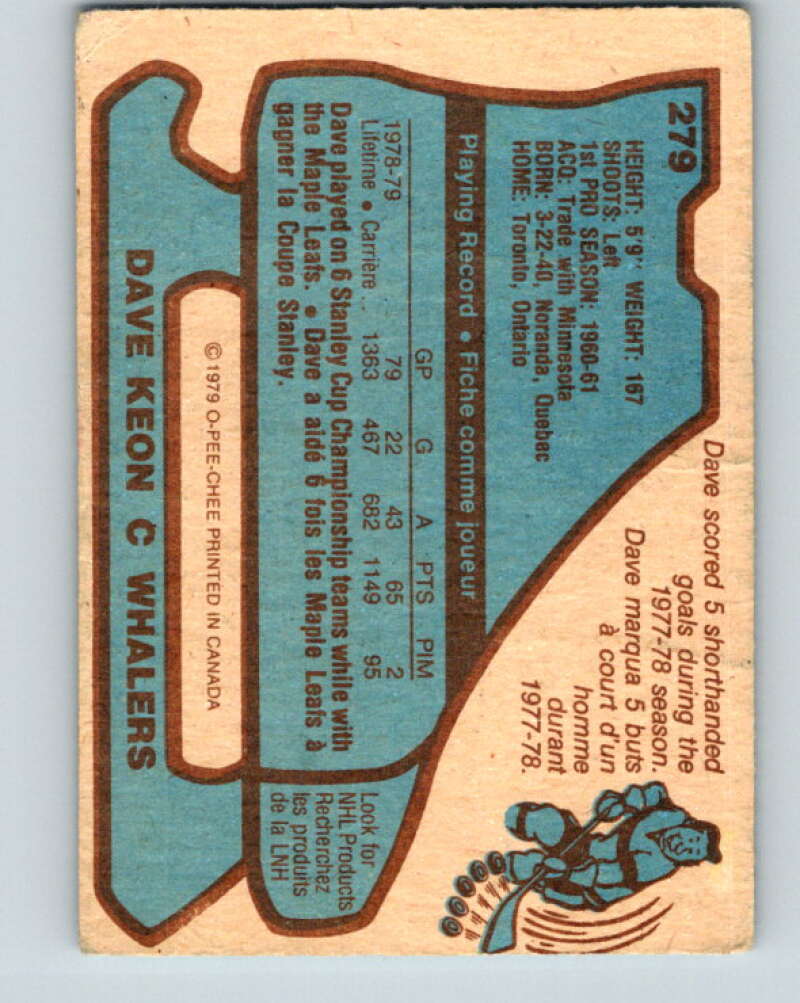 279
HEIGHT: 5'9" WEIGHT: 167
SHOOTS: Left
1st PRO SEASON: 1960-61
ACQ: Trade with Minnesota
BORN: 3-22-40, Noranda, Quebec
HOME: Toronto, Ontario
Dave scored 5 shorthanded
goals during the
1977-78 season.
Dave marqua 5 buts
à court d'un
homme
durant
1977-78.
Playing Record • Fiche comme joueur
GP G A PTS PIM
1978-79 79 22 43 65 2
Lifetime • Carrière .. 1363 467 682 1149 95
Dave played on 6 Stanley Cup Championship teams while with
the Maple Leafs. • Dave a aidé 6 fois les Maple Leafs à
gagner la Coupe Stanley.
Look for
NHL Products
Recherchez
les produits
de la LNH
© 1979 O-PEE-CHEE PRINTED IN CANADA
DAVE KEON C WHALERS